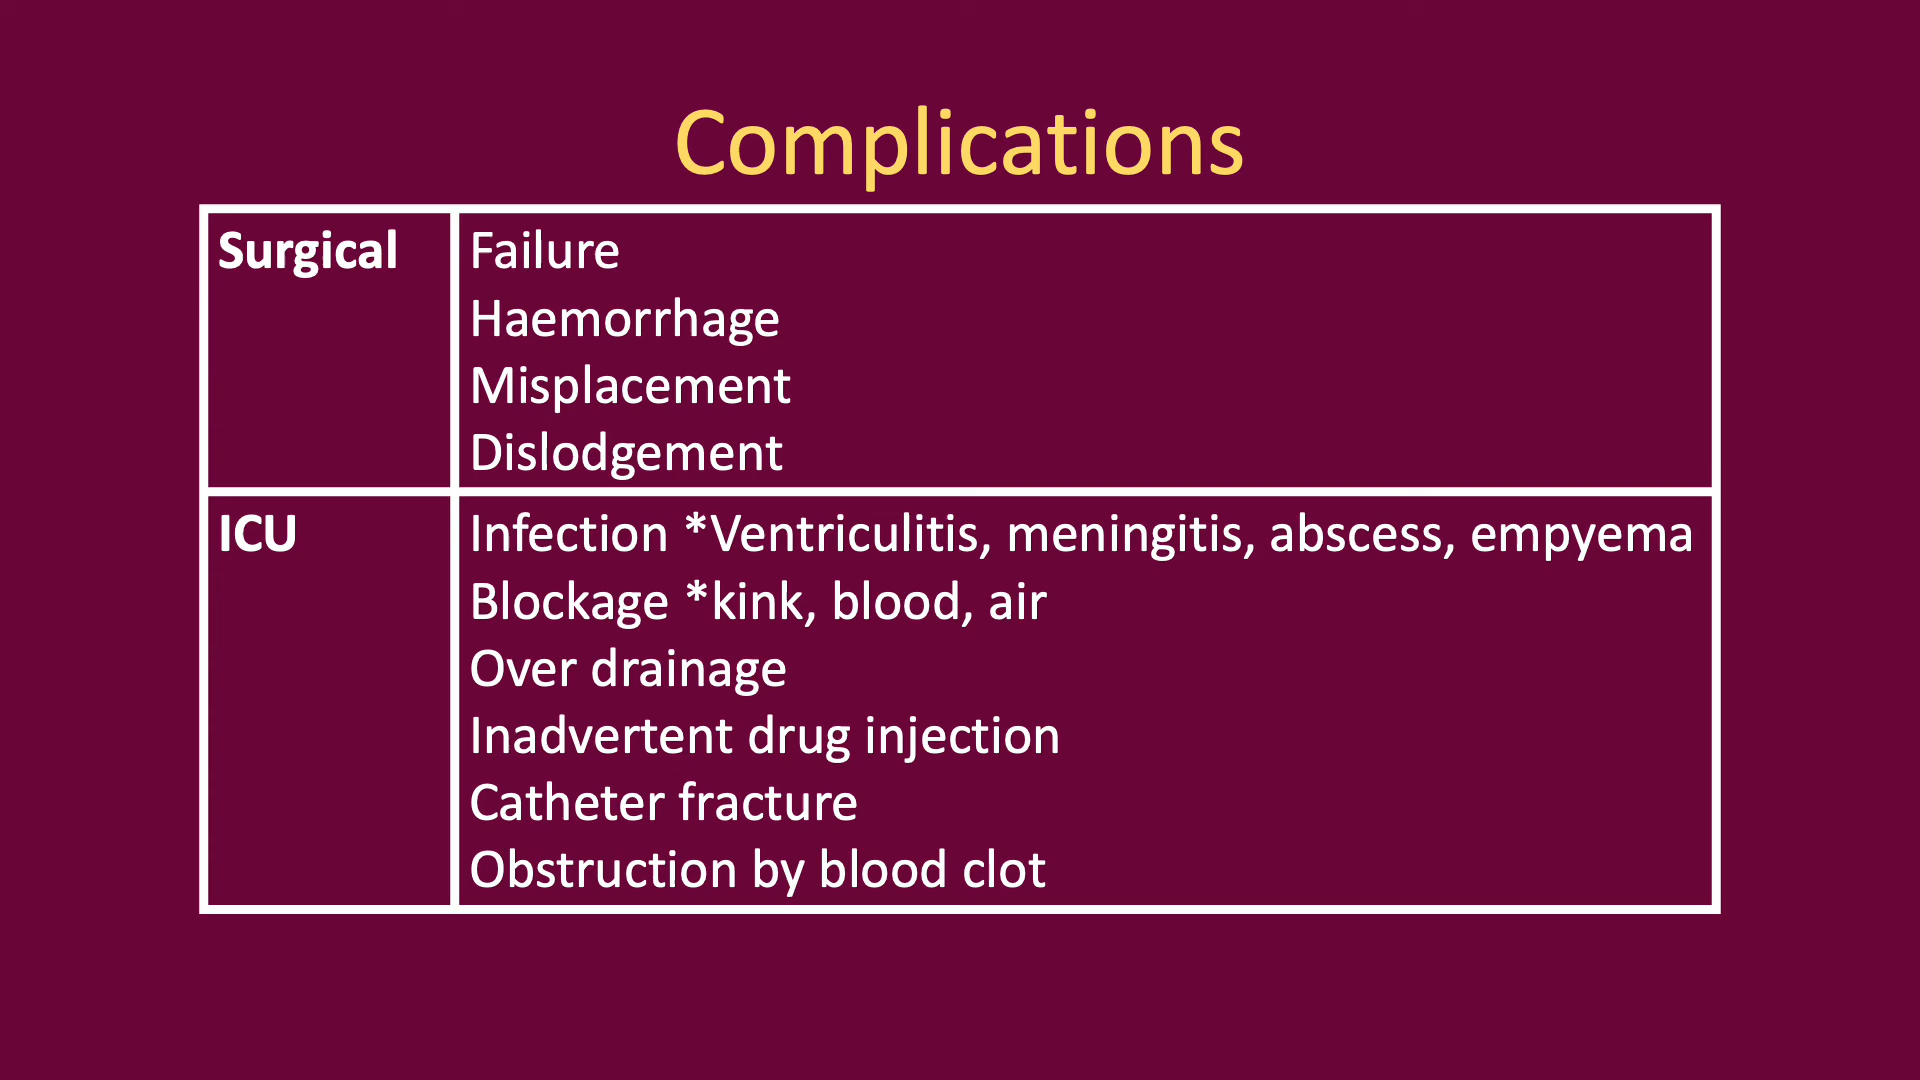 Complications
Surgical
Failure
Haemorrhage
Misplacement
Dislodgement
ICU
Infection *Ventriculitis, meningitis, abscess, empyema
Blockage *kink, blood, air
Over drainage
Inadvertent drug injection
Catheter fracture
Obstruction by blood clot